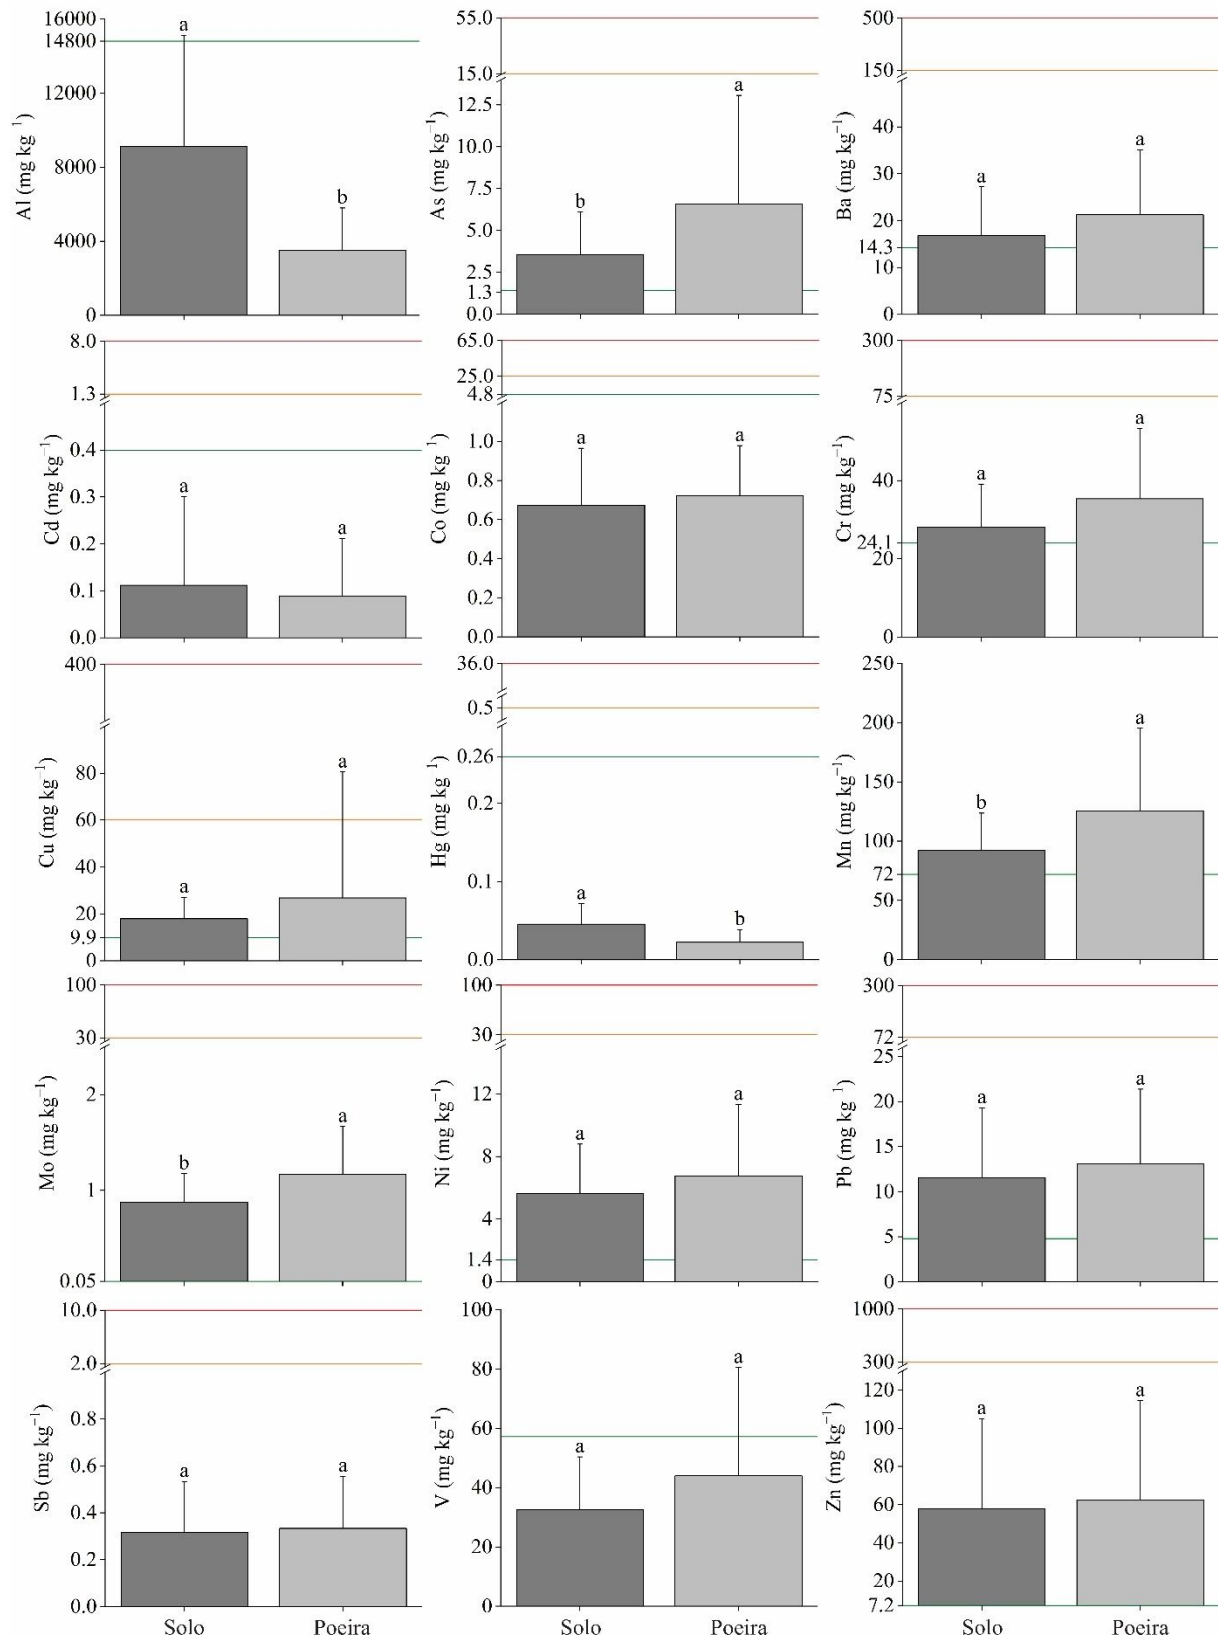 16000
14800
12000
8000
4000
0
Al (mg kg⁻¹)
a
b
55.0
15.0
12.5
10.0
7.5
5.0
2.5
1.3
0.0
As (mg kg⁻¹)
b
a
500
150
40
30
20
14.3
10
0
Ba (mg kg⁻¹)
a
a
8.0
1.3
0.4
0.3
0.2
0.1
0.0
Cd (mg kg⁻¹)
a
a
65.0
25.0
4.8
1.0
0.8
0.6
0.4
0.2
0.0
Co (mg kg⁻¹)
a
a
300
75
40
24.1
20
0
Cr (mg kg⁻¹)
a
a
400
80
60
40
20
9.9
0
Cu (mg kg⁻¹)
a
a
36.0
0.5
0.26
0.2
0.1
0.0
Hg (mg kg⁻¹)
a
b
250
200
150
100
72
50
0
Mn (mg kg⁻¹)
b
a
100
30
2
1
0.05
Mo (mg kg⁻¹)
b
a
100
30
12
8
4
1.4
0
Ni (mg kg⁻¹)
a
a
300
72
25
20
15
10
5
0
Pb (mg kg⁻¹)
a
a
10.0
2.0
0.8
0.6
0.4
0.2
0.0
Sb (mg kg⁻¹)
a
a
Solo Poeira
100
80
60
40
20
0
V (mg kg⁻¹)
a
a
Solo Poeira
1000
300
120
100
80
60
40
20
7.2
Zn (mg kg⁻¹)
a
a
Solo Poeira